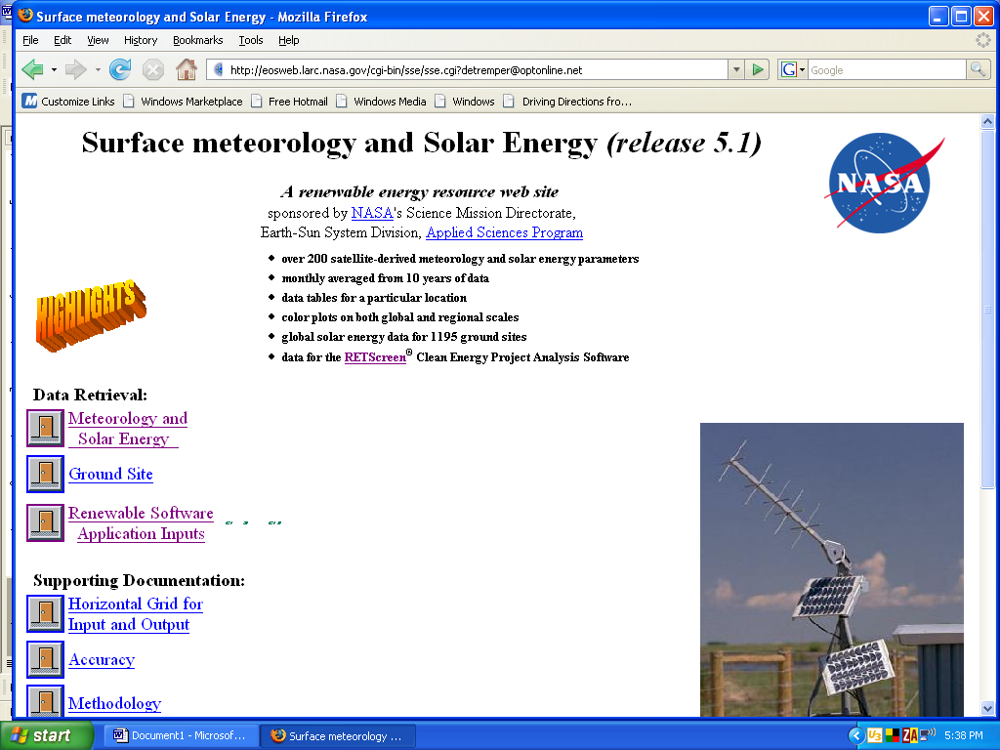 Surface meteorology and Solar Energy - Mozilla Firefox
File Edit View History Bookmarks Tools Help
http://eosweb.larc.nasa.gov/cgi-bin/sse/sse.cgi?detremper@optonline.net
G Google
M Customize Links Windows Marketplace Free Hotmail Windows Media Windows Driving Directions fro...
Surface meteorology and Solar Energy (release 5.1)
NASA
A renewable energy resource web site
sponsored by NASA's Science Mission Directorate,
Earth-Sun System Division, Applied Sciences Program
over 200 satellite-derived meteorology and solar energy parameters
monthly averaged from 10 years of data
data tables for a particular location
color plots on both global and regional scales
global solar energy data for 1195 ground sites
data for the RETScreen® Clean Energy Project Analysis Software
HIGHLIGHTS
Data Retrieval:
Meteorology and
Solar Energy
Ground Site
Renewable Software
Application Inputs
Supporting Documentation:
Horizontal Grid for
Input and Output
Accuracy
Methodology
start Document1 - Microsof... Surface meteorology ... U3 ZA 5:38 PM